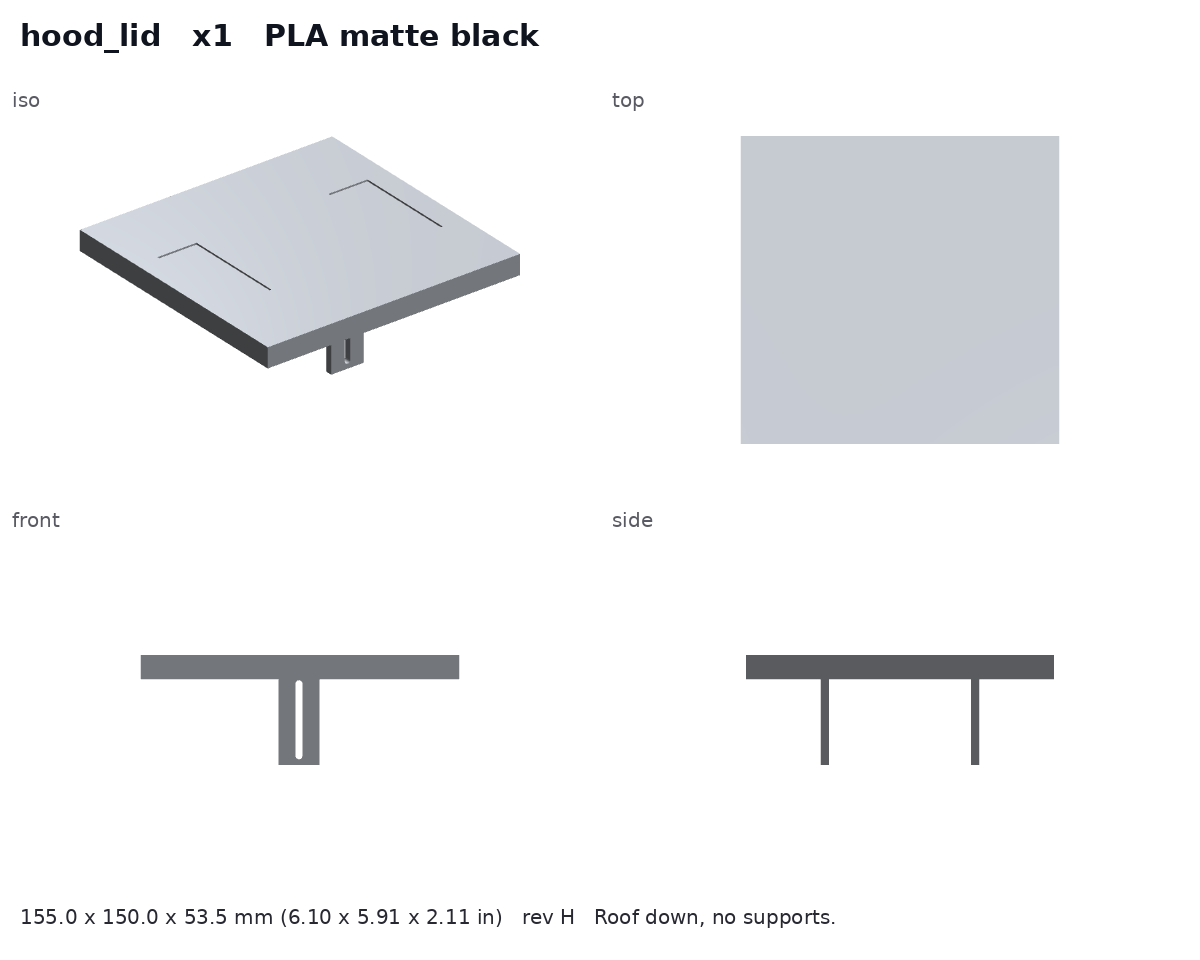 hood_lid x1 PLA matte black
iso
top
front
side
155.0 x 150.0 x 53.5 mm (6.10 x 5.91 x 2.11 in) rev H Roof down, no supports.